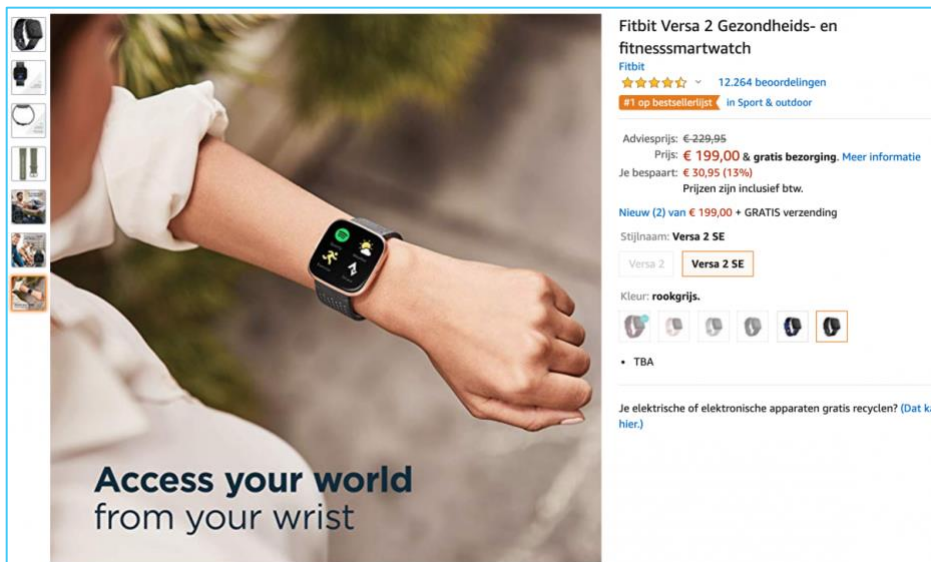 Fitbit Versa 2 Gezondheids- en
fitnesssmartwatch
Fitbit
12.264 beoordelingen
#1 op bestsellerlijst in Sport & outdoor
Adviesprijs: € 229,95
Prijs: € 199,00 & gratis bezorging. Meer informatie
Je bespaart: € 30,95 (13%)
Prijzen zijn inclusief btw.
Nieuw (2) van € 199,00 + GRATIS verzending
Stijlnaam: Versa 2 SE
Versa 2 Versa 2 SE
Kleur: rookgrijs.
• TBA
Je elektrische of elektronische apparaten gratis recyclen? (Dat
hier.)
Access your world
from your wrist